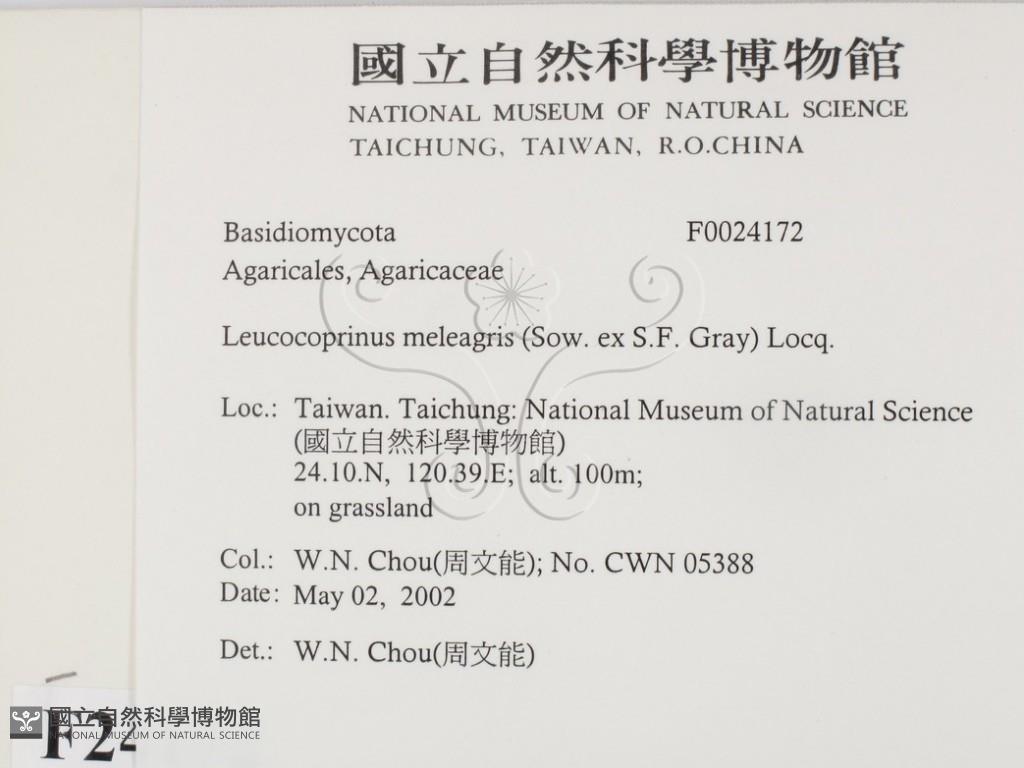 國立自然科學博物館
NATIONAL MUSEUM OF NATURAL SCIENCE
TAICHUNG, TAIWAN, R.O.CHINA
Basidiomycota F0024172
Agaricales, Agaricaceae
Leucocoprinus meleagris (Sow. ex S.F. Gray) Locq.
Loc.: Taiwan. Taichung: National Museum of Natural Science
(國立自然科學博物館)
24.10.N, 120.39.E; alt. 100m;
on grassland
Col.: W.N. Chou(周文能); No. CWN 05388
Date: May 02, 2002
Det.: W.N. Chou(周文能)
國立自然科學博物館
NATIONAL MUSEUM OF NATURAL SCIENCE
F24